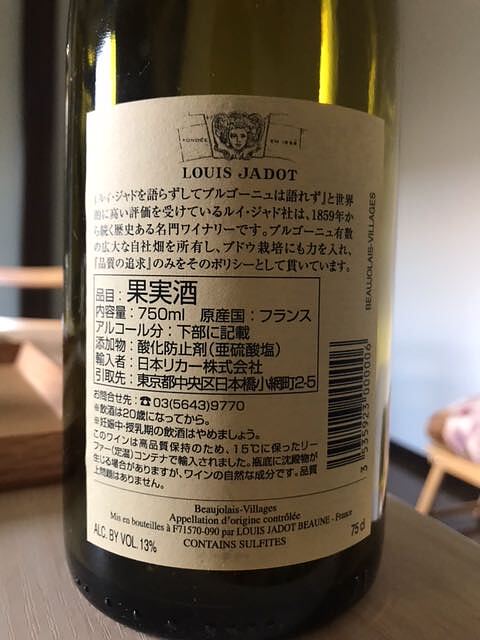 FONDÉE EN 1859
LOUIS JADOT
『ルイ・ジャドを語らずしてブルゴーニュは語れず』と世界
的に高い評価を受けているルイ・ジャド社は、1859年か
ら続く歴史ある名門ワイナリーです。ブルゴーニュ有数
の広大な自社畑を所有し、ブドウ栽培にも力を入れ、
『品質の追求』のみをそのポリシーとして貫いています。
品目：果実酒
内容量：750ml 原産国：フランス
アルコール分：下部に記載
添加物：酸化防止剤（亜硫酸塩）
輸入者：日本リカー株式会社
引取先：東京都中央区日本橋小網町2-5
お問合せ先：☎03(5643)9770
※飲酒は20歳になってから。
※妊娠中・授乳期の飲酒はやめましょう。
このワインは高品質保持のため、15℃に保ったリー
ファー（定温）コンテナで輸入されました。瓶底に沈殿物が
生じる場合がありますが、ワインの自然な成分です。品質
上問題はありません。
BEAUJOLAIS-VILLAGES
3 535923 000006
Beaujolais-Villages
Appellation d'origine contrôlée
Mis en bouteilles à F71570-090 par LOUIS JADOT BEAUNE - France
ALC. BY VOL. 13% CONTAINS SULFITES 75 cl